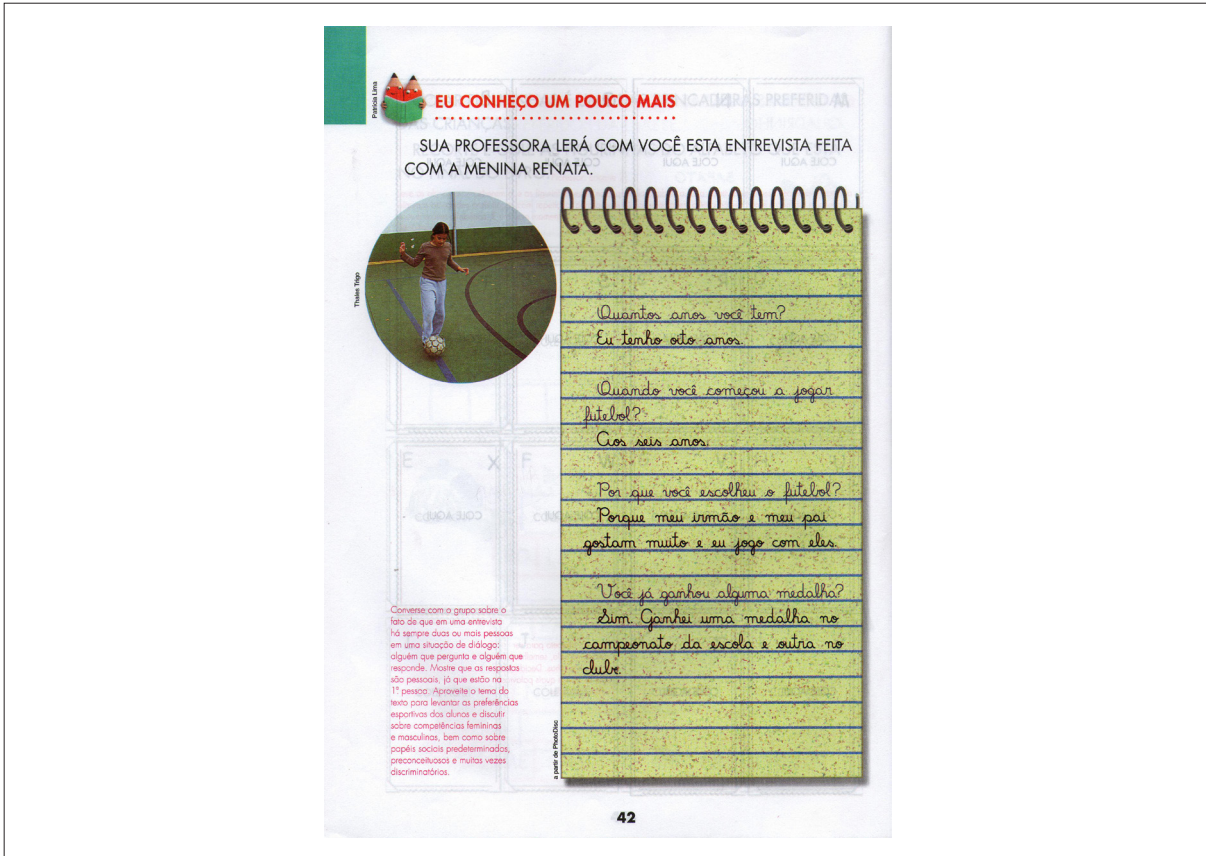 Patrícia Lima
EU CONHEÇO UM POUCO MAIS
SUA PROFESSORA LERÁ COM VOCÊ ESTA ENTREVISTA FEITA
COM A MENINA RENATA.
Thales Trigo
Quantos anos você tem?
Eu tenho oito anos.
Quando você começou a jogar
futebol?
Aos seis anos.
Por que você escolheu o futebol?
Porque meu irmão e meu pai
gostam muito e eu jogo com eles.
Você já ganhou alguma medalha?
Sim. Ganhei uma medalha no
campeonato da escola e outra no
clube.
Converse com o grupo sobre o
fato de que em uma entrevista
há sempre duas ou mais pessoas
em uma situação de diálogo:
alguém que pergunta e alguém que
responde. Mostre que as respostas
são pessoais, já que estão na
1ª pessoa. Aproveite o tema do
texto para levantar as preferências
esportivas dos alunos e discutir
sobre competências femininas
e masculinas, bem como sobre
papéis sociais predeterminados,
preconceituosos e muitas vezes
discriminatórios.
a partir de PhotoDisc
42